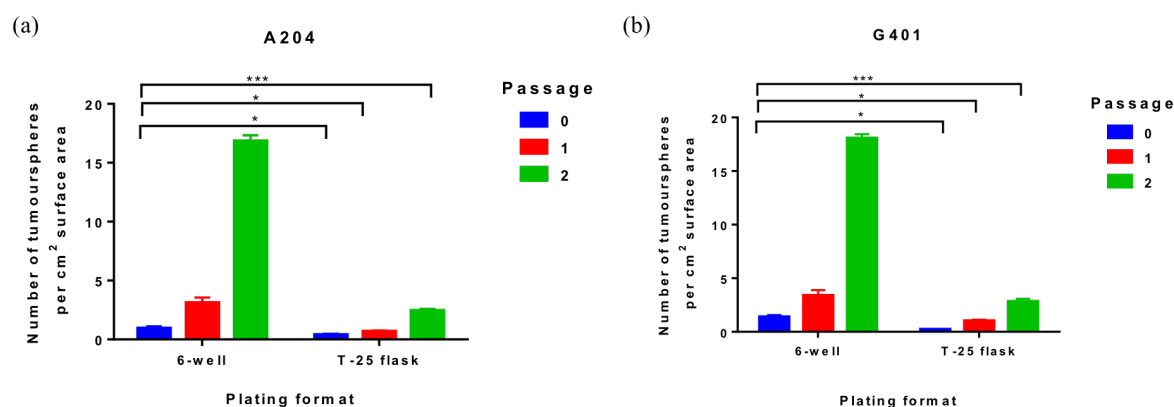 (a)
A204
***
*
*
Number of tumourspheres
per cm2 surface area
20
15
10
5
0
6-well
T-25 flask
Plating format
Passage
0
1
2
(b)
G401
***
*
*
Number of tumourspheres
per cm2 surface area
20
15
10
5
0
6-well
T-25 flask
Plating format
Passage
0
1
2